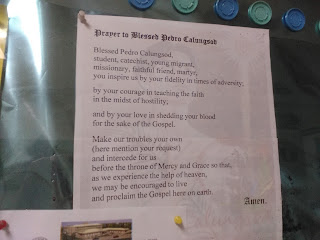 Prayer to Blessed Pedro Calungsod
Blessed Pedro Calungsod,
student, catechist, young migrant,
missionary, faithful friend, martyr,
you inspire us by your fidelity in times of adversity;
by your courage in teaching the faith
in the midst of hostility;
and by your love in shedding your blood
for the sake of the Gospel.
Make our troubles your own
(here mention your request)
and intercede for us
before the throne of Mercy and Grace so that,
as we experience the help of heaven,
we may be encouraged to live
and proclaim the Gospel here on earth.
Amen.